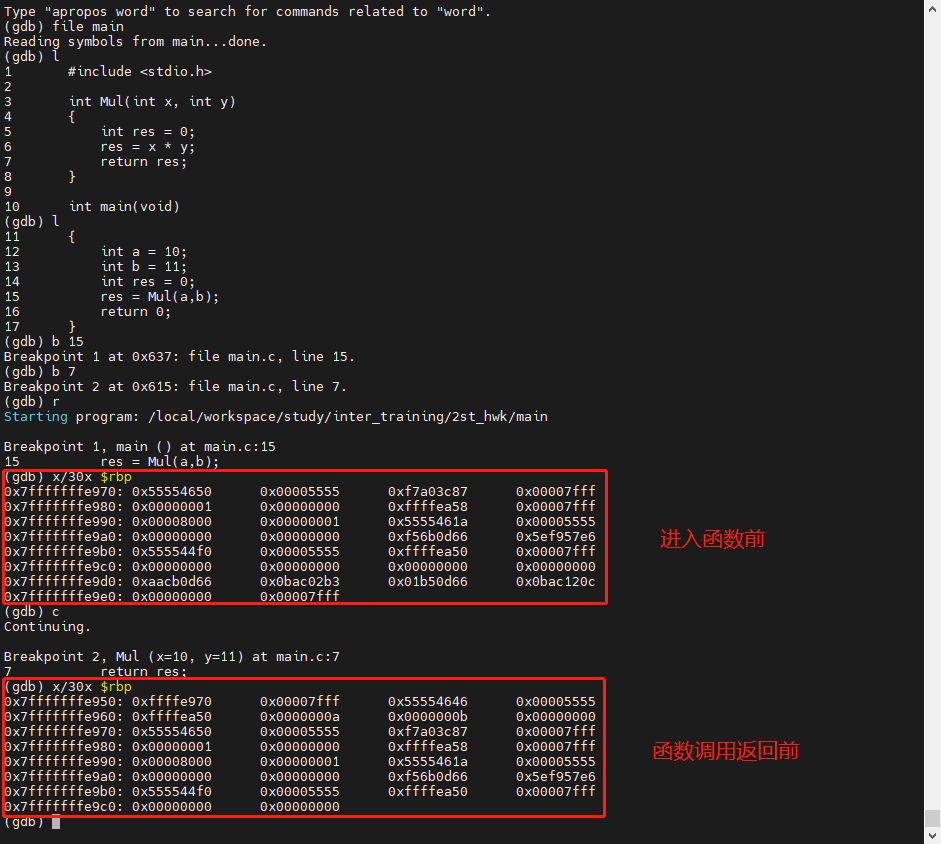 Type "apropos word" to search for commands related to "word".
(gdb) file main
Reading symbols from main...done.
(gdb) l
1       #include <stdio.h>
2
3       int Mul(int x, int y)
4       {
5           int res = 0;
6           res = x * y;
7           return res;
8       }
9
10      int main(void)
(gdb) l
11      {
12          int a = 10;
13          int b = 11;
14          int res = 0;
15          res = Mul(a,b);
16          return 0;
17      }
(gdb) b 15
Breakpoint 1 at 0x637: file main.c, line 15.
(gdb) b 7
Breakpoint 2 at 0x615: file main.c, line 7.
(gdb) r
Starting program: /local/workspace/study/inter_training/2st_hwk/main
Breakpoint 1, main () at main.c:15
15          res = Mul(a,b);
(gdb) x/30x $rbp
0x7fffffffe970: 0x55554650      0x00005555      0xf7a03c87      0x00007fff
0x7fffffffe980: 0x00000001      0x00000000      0xffffea58      0x00007fff
0x7fffffffe990: 0x00008000      0x00000001      0x5555461a      0x00005555
0x7fffffffe9a0: 0x00000000      0x00000000      0xf56b0d66      0x5ef957e6
0x7fffffffe9b0: 0x555544f0      0x00005555      0xffffea50      0x00007fff
0x7fffffffe9c0: 0x00000000      0x00000000      0x00000000      0x00000000
0x7fffffffe9d0: 0xaacb0d66      0x0bac02b3      0x01b50d66      0x0bac120c
0x7fffffffe9e0: 0x00000000      0x00007fff
进入函数前
(gdb) c
Continuing.
Breakpoint 2, Mul (x=10, y=11) at main.c:7
7           return res;
(gdb) x/30x $rbp
0x7fffffffe950: 0xffffe970      0x00007fff      0x55554646      0x00005555
0x7fffffffe960: 0xffffea50      0x0000000a      0x0000000b      0x00000000
0x7fffffffe970: 0x55554650      0x00005555      0xf7a03c87      0x00007fff
0x7fffffffe980: 0x00000001      0x00000000      0xffffea58      0x00007fff
0x7fffffffe990: 0x00008000      0x00000001      0x5555461a      0x00005555
0x7fffffffe9a0: 0x00000000      0x00000000      0xf56b0d66      0x5ef957e6
0x7fffffffe9b0: 0x555544f0      0x00005555      0xffffea50      0x00007fff
0x7fffffffe9c0: 0x00000000      0x00000000
函数调用返回前
(gdb)